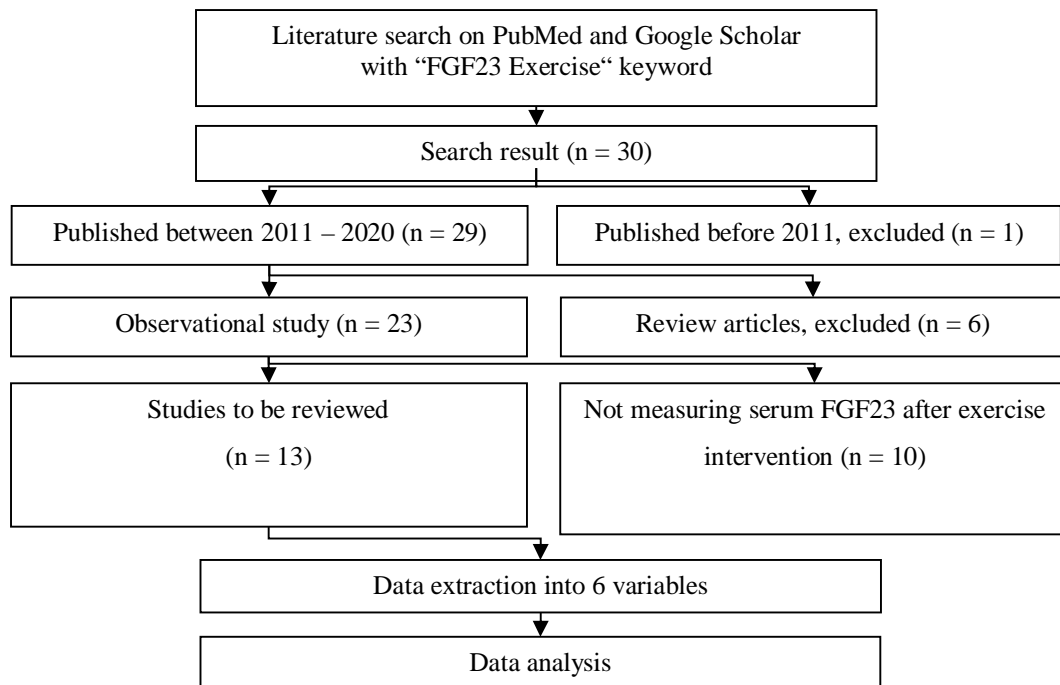 Literature search on PubMed and Google Scholar
with “FGF23 Exercise“ keyword
Search result (n = 30)
Published between 2011 – 2020 (n = 29)
Published before 2011, excluded (n = 1)
Observational study (n = 23)
Review articles, excluded (n = 6)
Studies to be reviewed
(n = 13)
Not measuring serum FGF23 after exercise
intervention (n = 10)
Data extraction into 6 variables
Data analysis